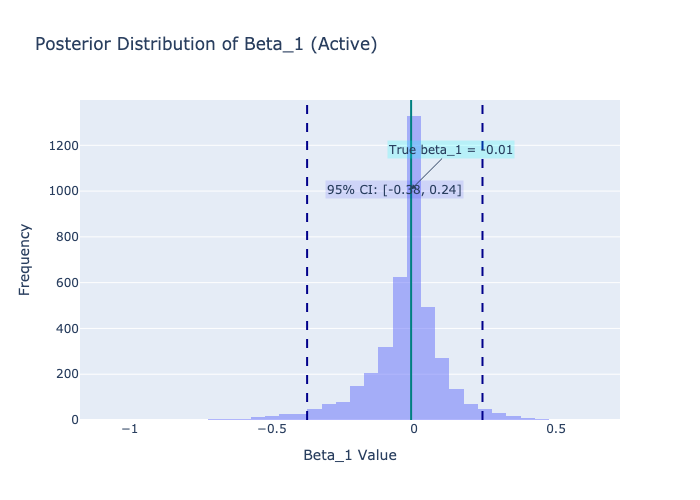 Posterior Distribution of Beta_1 (Active)
1200
1000
800
600
400
200
0
True beta_1 = -0.01
95% CI: [-0.38, 0.24]
−1
−0.5
0
0.5
Beta_1 Value
Frequency